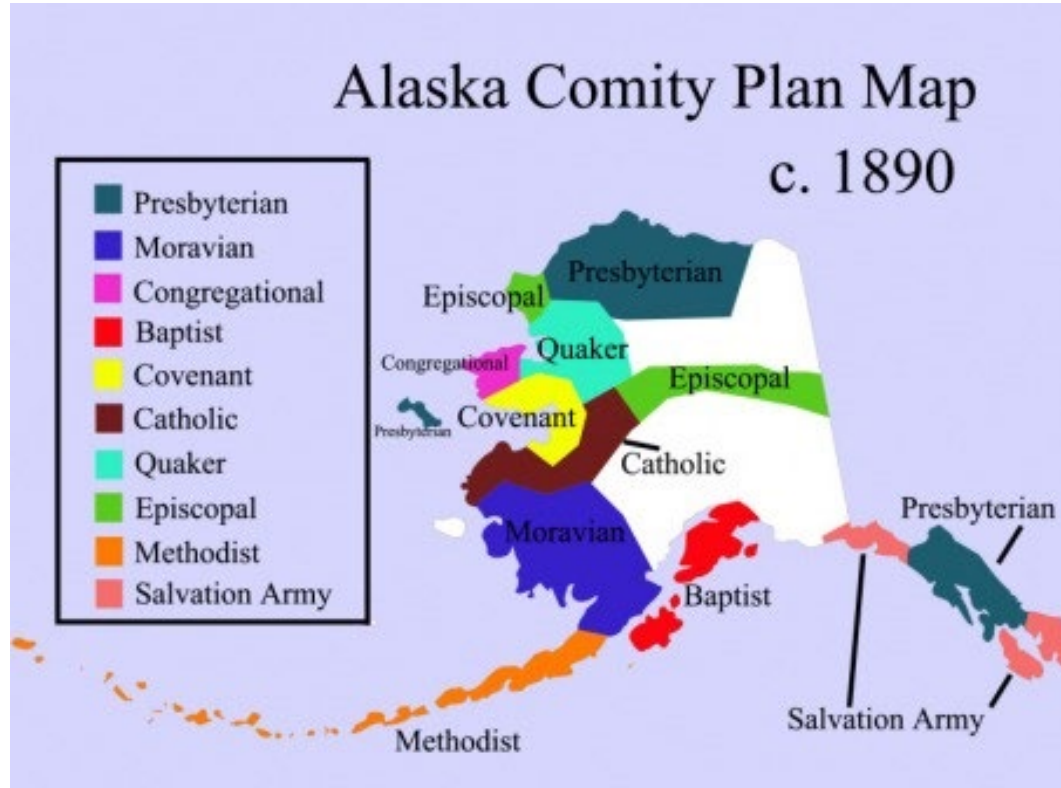 Alaska Comity Plan Map
c. 1890
Presbyterian
Moravian
Congregational
Baptist
Covenant
Catholic
Quaker
Episcopal
Methodist
Salvation Army
Presbyterian
Episcopal
Quaker
Congregational
Episcopal
Covenant
Presbyterian
Catholic
Presbyterian
Moravian
Baptist
Salvation Army
Methodist